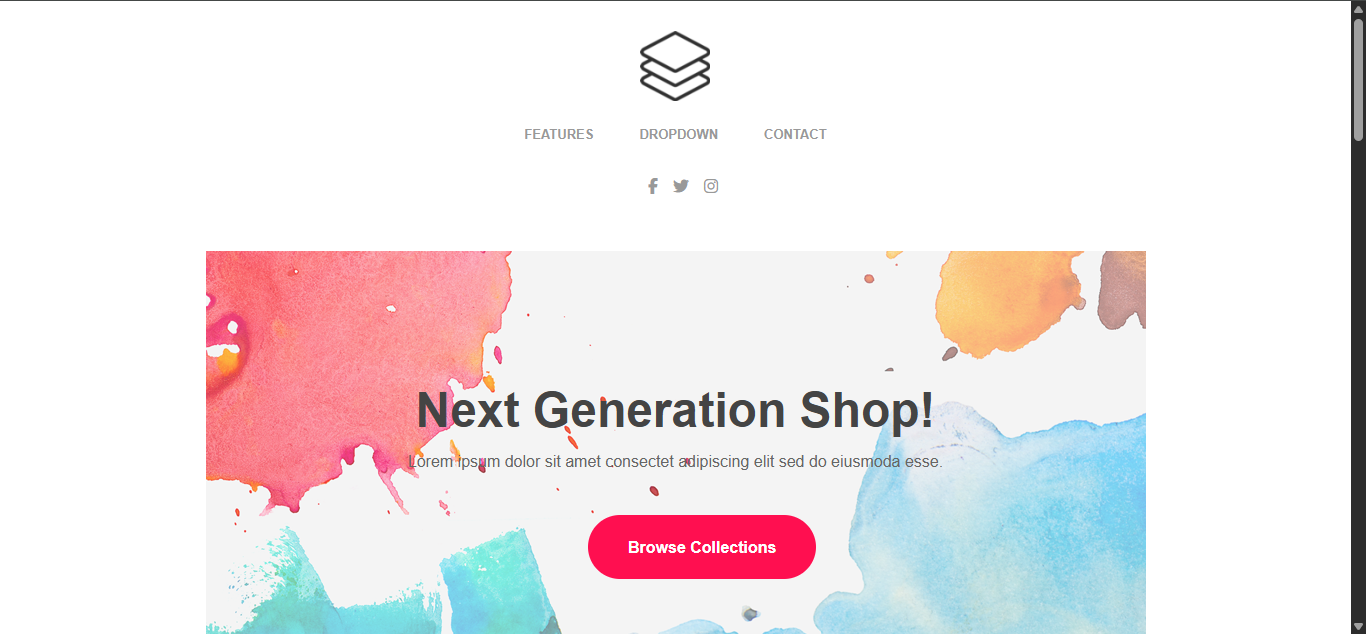 FEATURES DROPDOWN CONTACT
Next Generation Shop!
Lorem ipsum dolor sit amet consectet adipiscing elit sed do eiusmoda esse.
Browse Collections